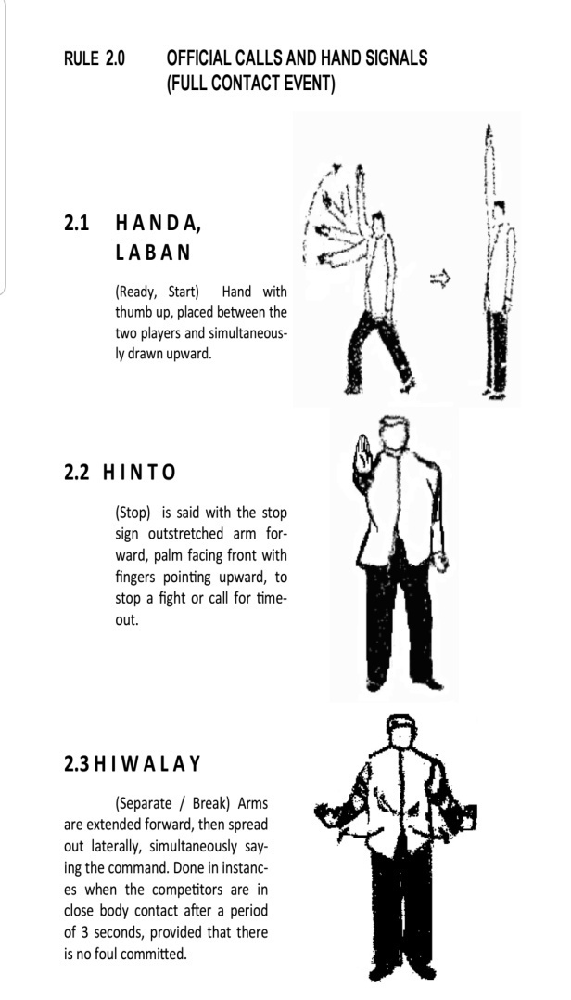 RULE 2.0 OFFICIAL CALLS AND HAND SIGNALS
(FULL CONTACT EVENT)
2.1 HANDA,
LABAN
(Ready, Start) Hand with
thumb up, placed between the
two players and simultaneous-
ly drawn upward.
2.2 HINTO
(Stop) is said with the stop
sign outstretched arm for-
ward, palm facing front with
fingers pointing upward, to
stop a fight or call for time-
out.
2.3 HIWALAY
(Separate / Break) Arms
are extended forward, then spread
out laterally, simultaneously say-
ing the command. Done in instanc-
es when the competitors are in
close body contact after a period
of 3 seconds, provided that there
is no foul committed.